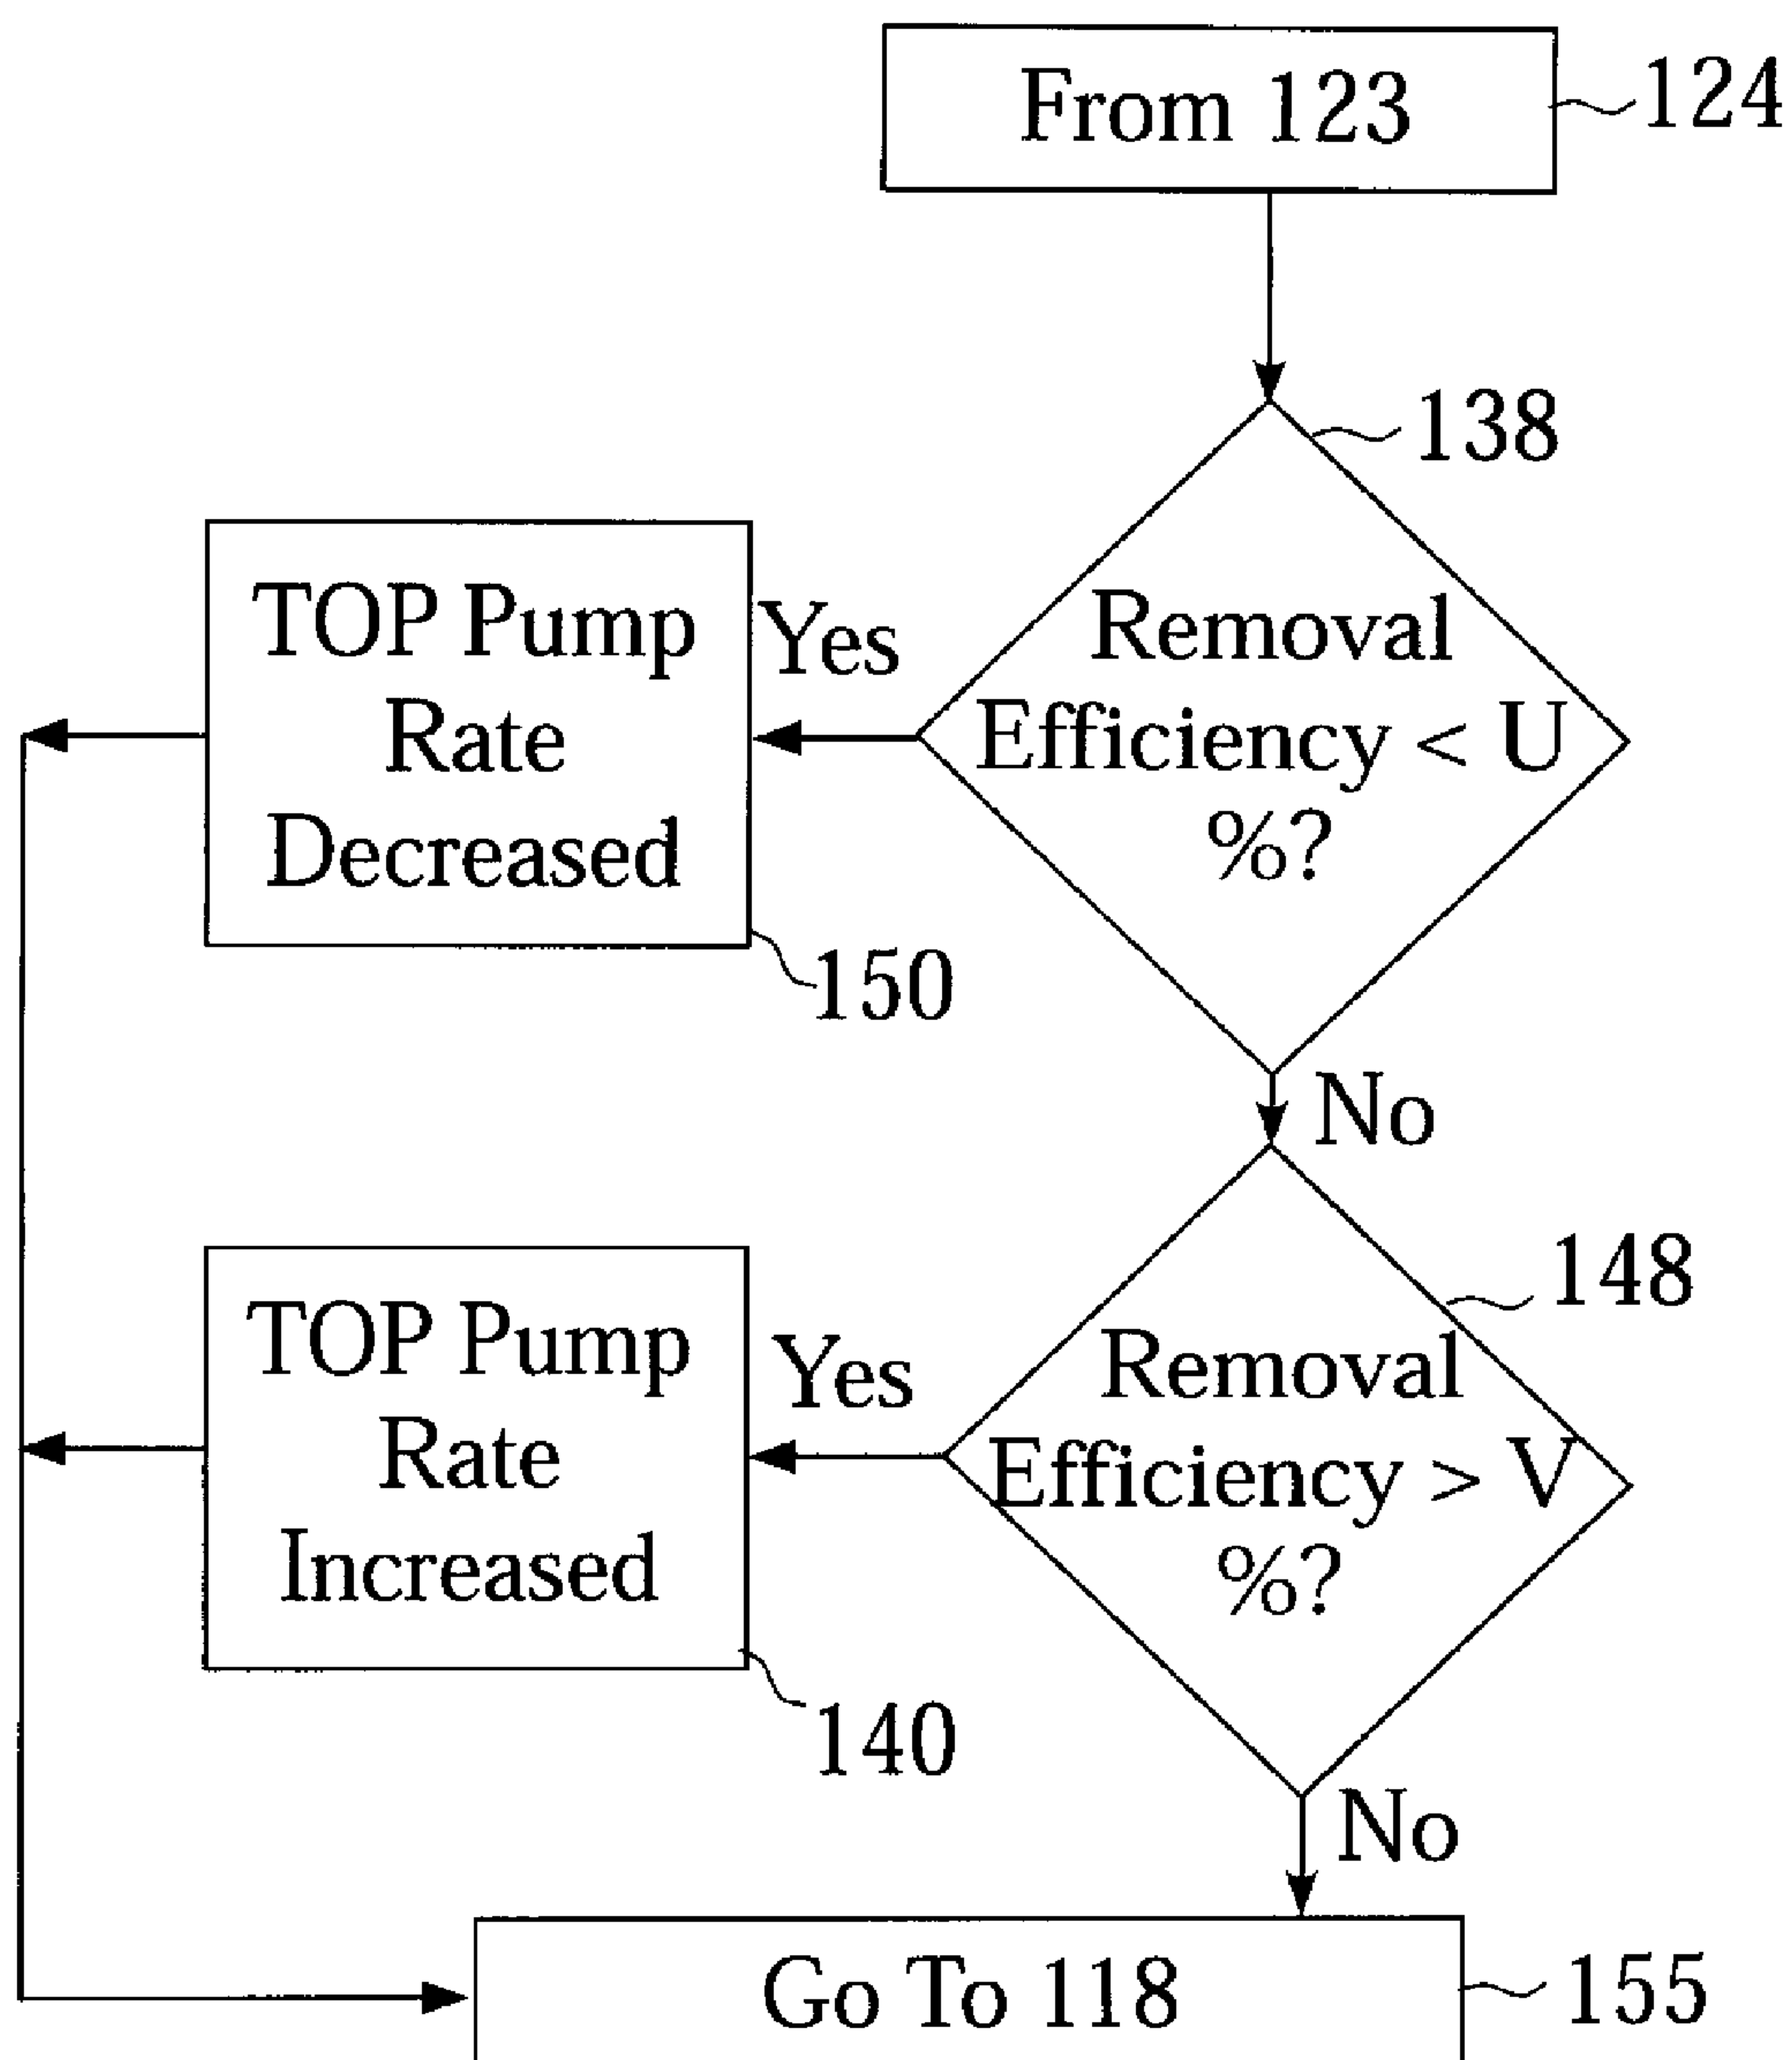 From 123
124
138
Removal
Efficiency < U
%?
Yes
TOP Pump
Rate
Decreased
150
No
148
Removal
Efficiency > V
%?
Yes
TOP Pump
Rate
Increased
140
No
Go To 118
155